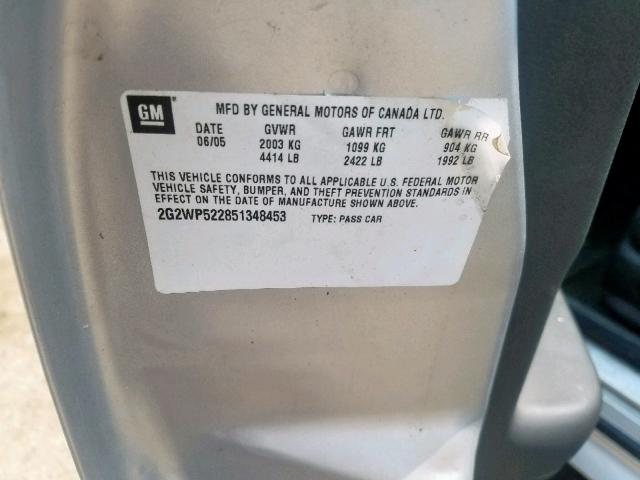 GM
MFD BY GENERAL MOTORS OF CANADA LTD.
DATE GVWR GAWR FRT GAWR RR
06/05 2003 KG 1099 KG 904 KG
4414 LB 2422 LB 1992 LB
THIS VEHICLE CONFORMS TO ALL APPLICABLE U.S. FEDERAL MOTOR
VEHICLE SAFETY, BUMPER, AND THEFT PREVENTION STANDARDS IN
EFFECT ON THE DATE OF MANUFACTURE SHOWN ABOVE.
2G2WP522851348453 TYPE: PASS CAR